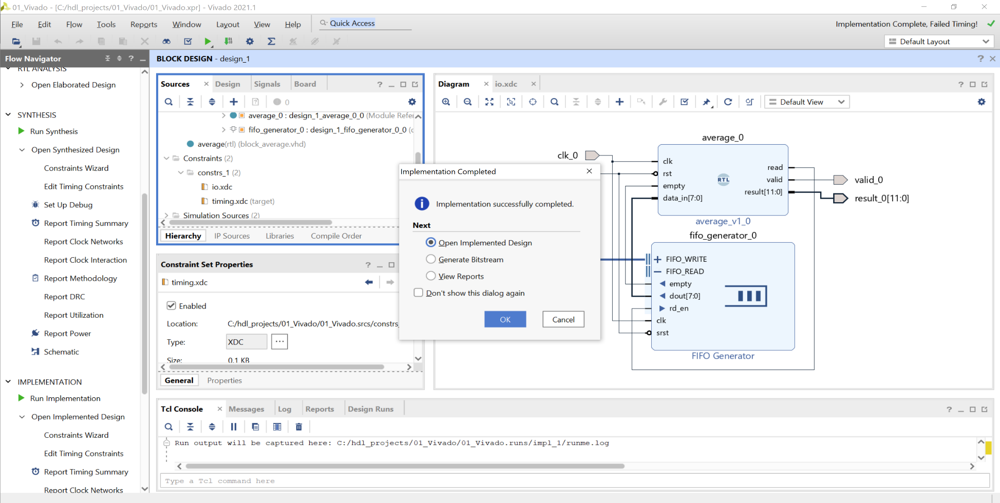 01_Vivado - [C:/hdl_projects/01_Vivado/01_Vivado.xpr] - Vivado 2021.1
File Edit Flow Tools Reports Window Layout View Help Quick Access
Implementation Complete, Failed Timing!
Default Layout
Flow Navigator
RTL ANALYSIS
Open Elaborated Design
SYNTHESIS
Run Synthesis
Open Synthesized Design
Constraints Wizard
Edit Timing Constraints
Set Up Debug
Report Timing Summary
Report Clock Networks
Report Clock Interaction
Report Methodology
Report DRC
Report Utilization
Report Power
Schematic
IMPLEMENTATION
Run Implementation
Open Implemented Design
Constraints Wizard
Edit Timing Constraints
Report Timing Summary
Report Clock Networks
BLOCK DESIGN - design_1
Sources Design Signals Board
0
average_0 : design_1_average_0_0 (Module Refer
fifo_generator_0 : design_1_fifo_generator_0_0 (c
average(rtl) (block_average.vhd)
Constraints (2)
constrs_1 (2)
io.xdc
timing.xdc (target)
Simulation Sources (2)
Hierarchy IP Sources Libraries Compile Order
Constraint Set Properties
timing.xdc
Enabled
Location: C:/hdl_projects/01_Vivado/01_Vivado.srcs/constrs_
Type: XDC
Size: 0.1 KB
General Properties
Implementation Completed
Implementation successfully completed.
Next
Open Implemented Design
Generate Bitstream
View Reports
Don't show this dialog again
OK Cancel
Diagram io.xdc
Default View
average_0
clk_0
clk
rst
empty
data_in[7:0]
RTL
read
valid
result[11:0]
valid_0
result_0[11:0]
average_v1_0
fifo_generator_0
FIFO_WRITE
FIFO_READ
empty
dout[7:0]
rd_en
clk
srst
FIFO Generator
Tcl Console Messages Log Reports Design Runs
Run output will be captured here: C:/hdl_projects/01_Vivado/01_Vivado.runs/impl_1/runme.log
Type a Tcl command here